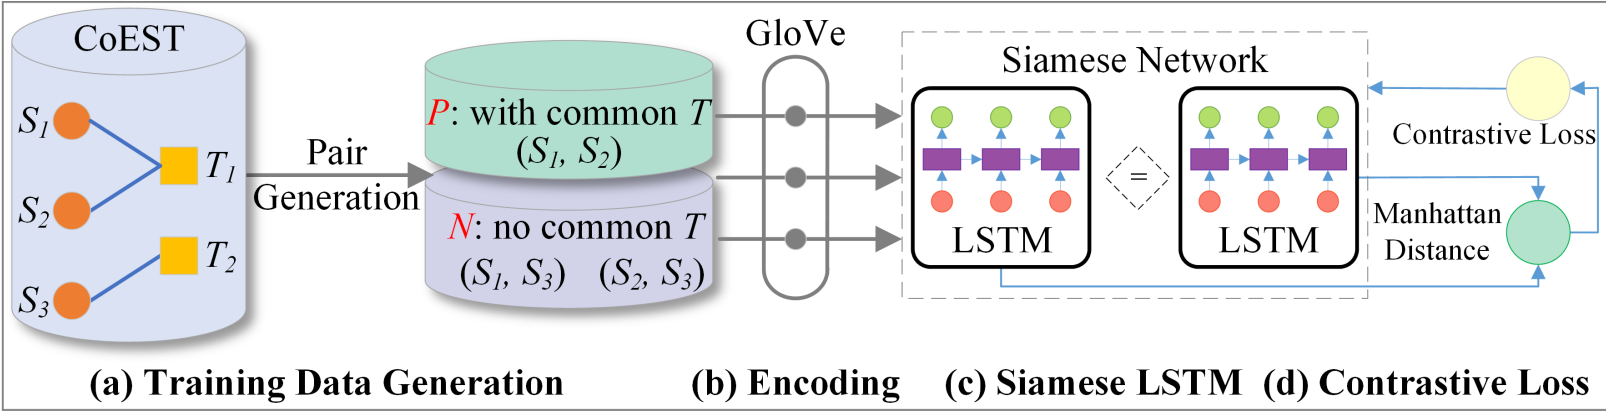 CoEST
S1
S2
S3
T1
T2
Pair
Generation
P: with common T
(S1, S2)
N: no common T
(S1, S3) (S2, S3)
GloVe
Siamese Network
LSTM
=
LSTM
Contrastive Loss
Manhattan
Distance
(a) Training Data Generation (b) Encoding (c) Siamese LSTM (d) Contrastive Loss